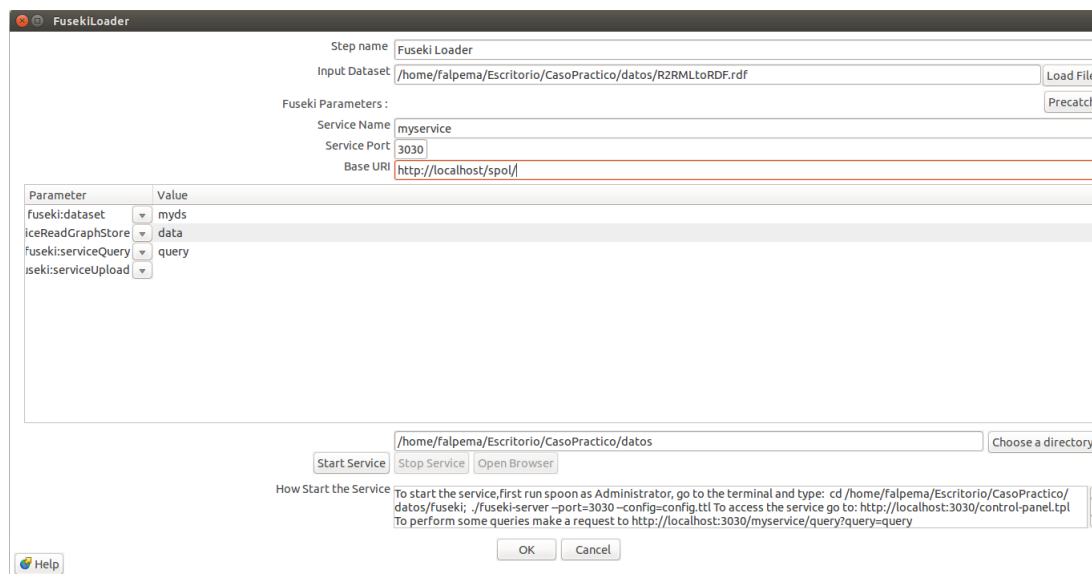 FusekiLoader
Step name Fuseki Loader
Input Dataset /home/falpema/Escritorio/CasoPractico/datos/R2RMLtoRDF.rdf Load File
Fuseki Parameters : Precatch
Service Name myservice
Service Port 3030
Base URI http://localhost/spol/
Parameter Value
fuseki:dataset myds
iceReadGraphStore data
fuseki:serviceQuery query
useki:serviceUpload
/home/falpema/Escritorio/CasoPractico/datos Choose a directory
Start Service Stop Service Open Browser
How Start the Service To start the service,first run spoon as Administrator, go to the terminal and type: cd /home/falpema/Escritorio/CasoPractico/
datos/fuseki; ./fuseki-server --port=3030 --config=config.ttl To access the service go to: http://localhost:3030/control-panel.tpl
To perform some queries make a request to http://localhost:3030/myservice/query?query=query
OK Cancel
Help